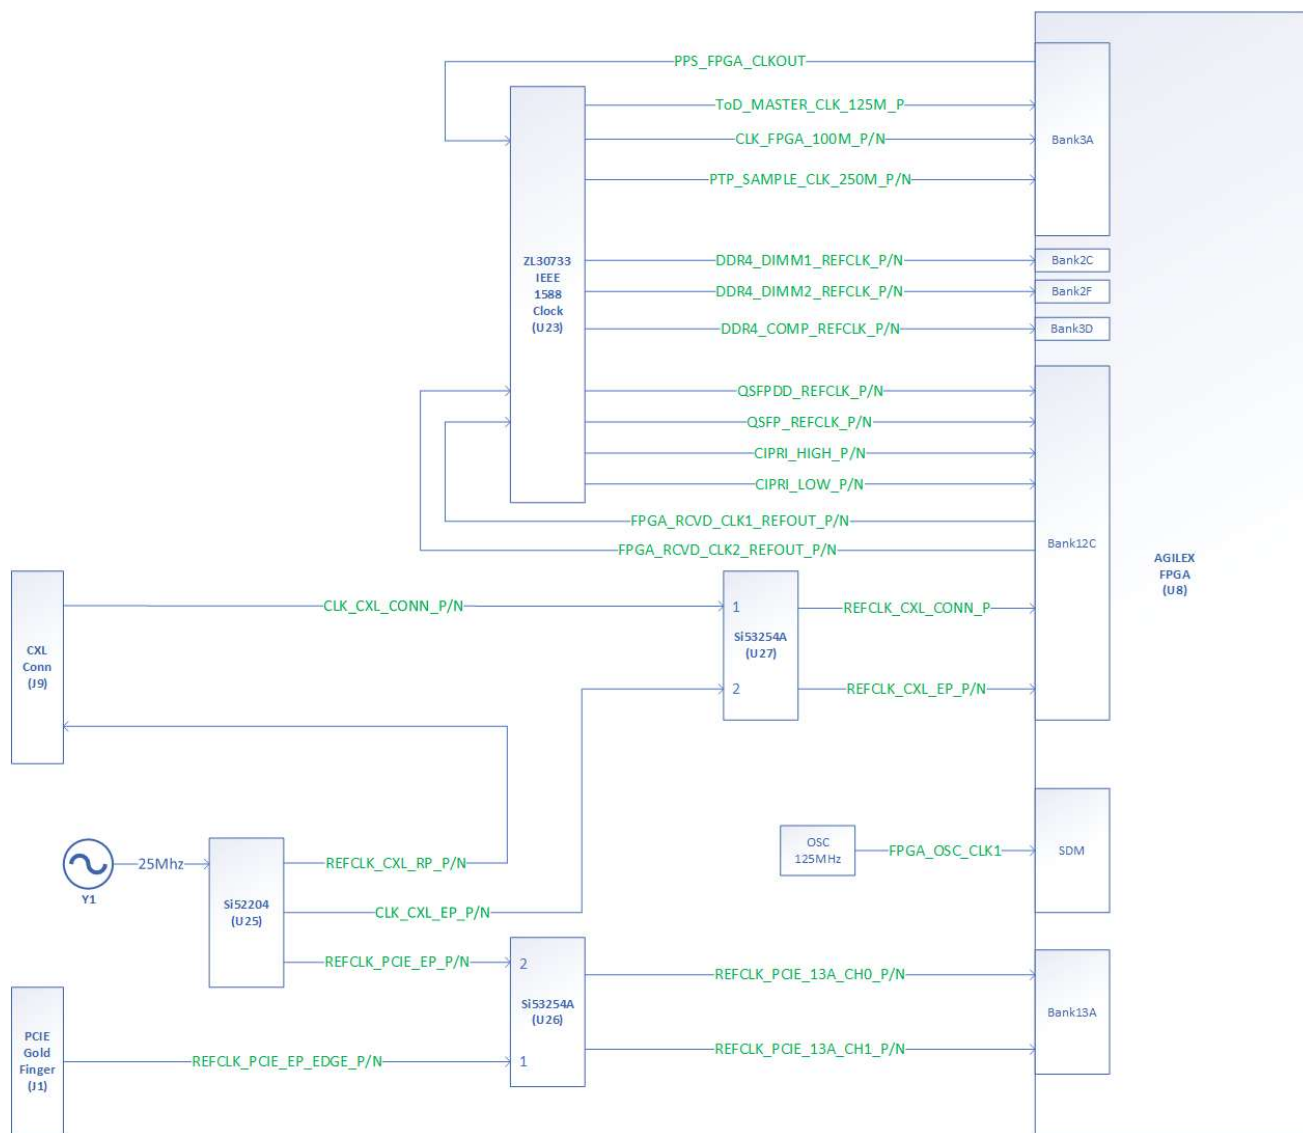 PPS_FPGA_CLKOUT
ToD_MASTER_CLK_125M_P
CLK_FPGA_100M_P/N
Bank3A
PTP_SAMPLE_CLK_250M_P/N
ZL30733
IEEE
1588
Clock
(U23)
DDR4_DIMM1_REFCLK_P/N
Bank2C
DDR4_DIMM2_REFCLK_P/N
Bank2F
DDR4_COMP_REFCLK_P/N
Bank3D
QSFPDD_REFCLK_P/N
QSFP_REFCLK_P/N
CIPRI_HIGH_P/N
CIPRI_LOW_P/N
FPGA_RCVD_CLK1_REFOUT_P/N
FPGA_RCVD_CLK2_REFOUT_P/N
Bank12C
AGILEX
FPGA
(U8)
CLK_CXL_CONN_P/N
1
REFCLK_CXL_CONN_P
CXL
Conn
(J9)
Si53254A
(U27)
2
REFCLK_CXL_EP_P/N
OSC
125MHz
FPGA_OSC_CLK1
SDM
25Mhz
Y1
REFCLK_CXL_RP_P/N
Si52204
(U25)
CLK_CXL_EP_P/N
REFCLK_PCIE_EP_P/N
2
Si53254A
(U26)
1
REFCLK_PCIE_13A_CH0_P/N
Bank13A
REFCLK_PCIE_13A_CH1_P/N
PCIE
Gold
Finger
(J1)
REFCLK_PCIE_EP_EDGE_P/N